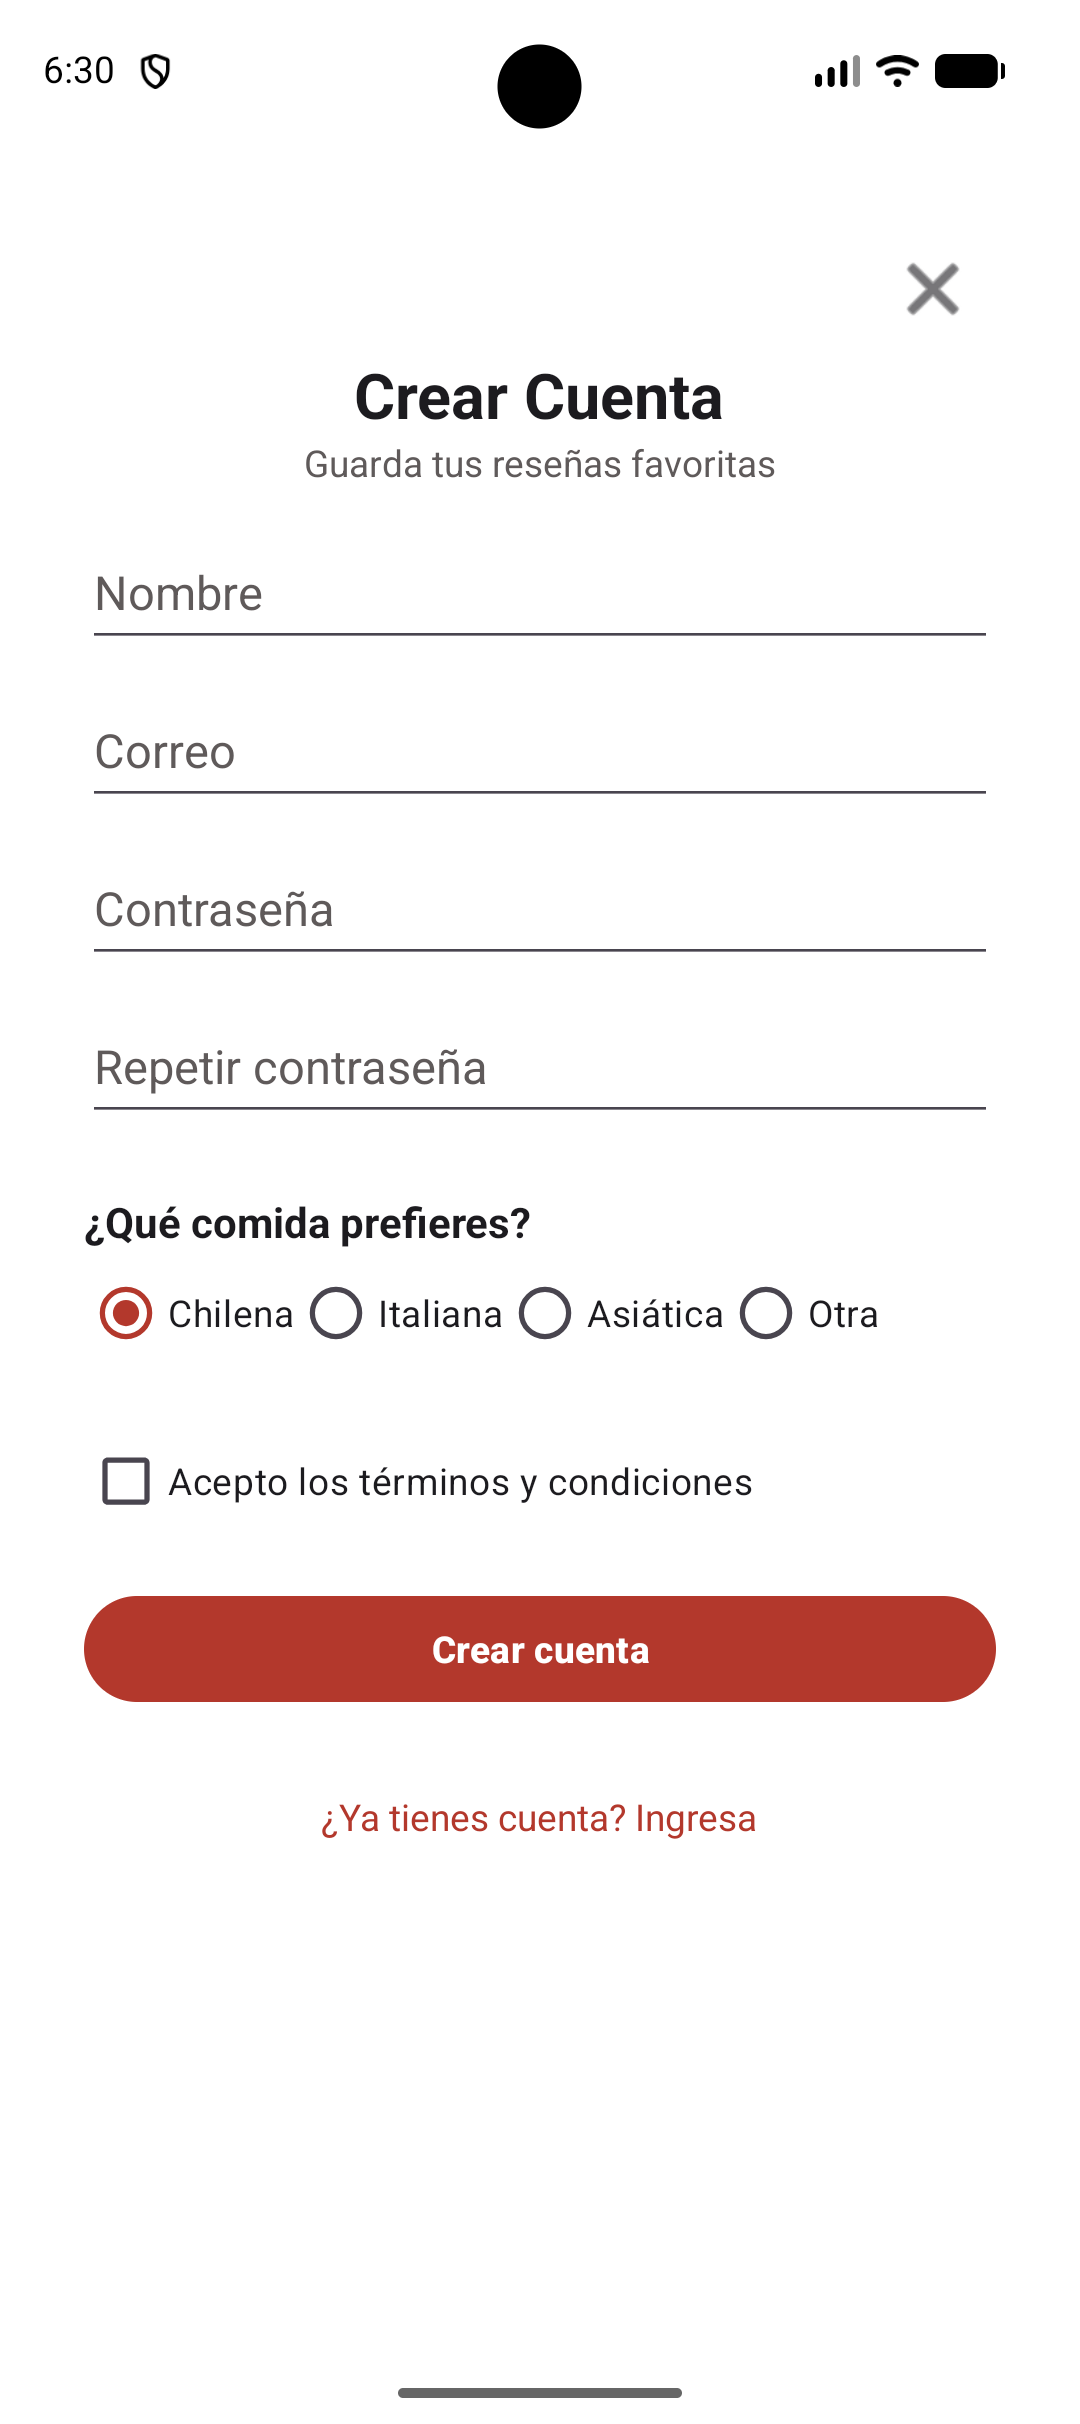 6:30
Crear Cuenta
Guarda tus reseñas favoritas
Nombre
Correo
Contraseña
Repetir contraseña
¿Qué comida prefieres?
Chilena Italiana Asiática Otra
Acepto los términos y condiciones
Crear cuenta
¿Ya tienes cuenta? Ingresa